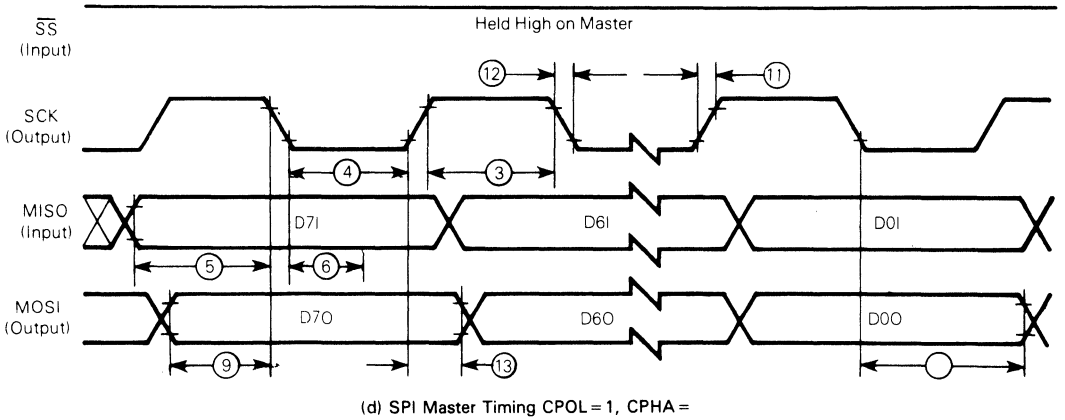 SS
(Input)
Held High on Master
12
11
SCK
(Output)
4
3
MISO
(Input)
D7I
D6I
D0I
5
6
MOSI
(Output)
D7O
D6O
D0O
9
13
(d) SPI Master Timing CPOL=1, CPHA=